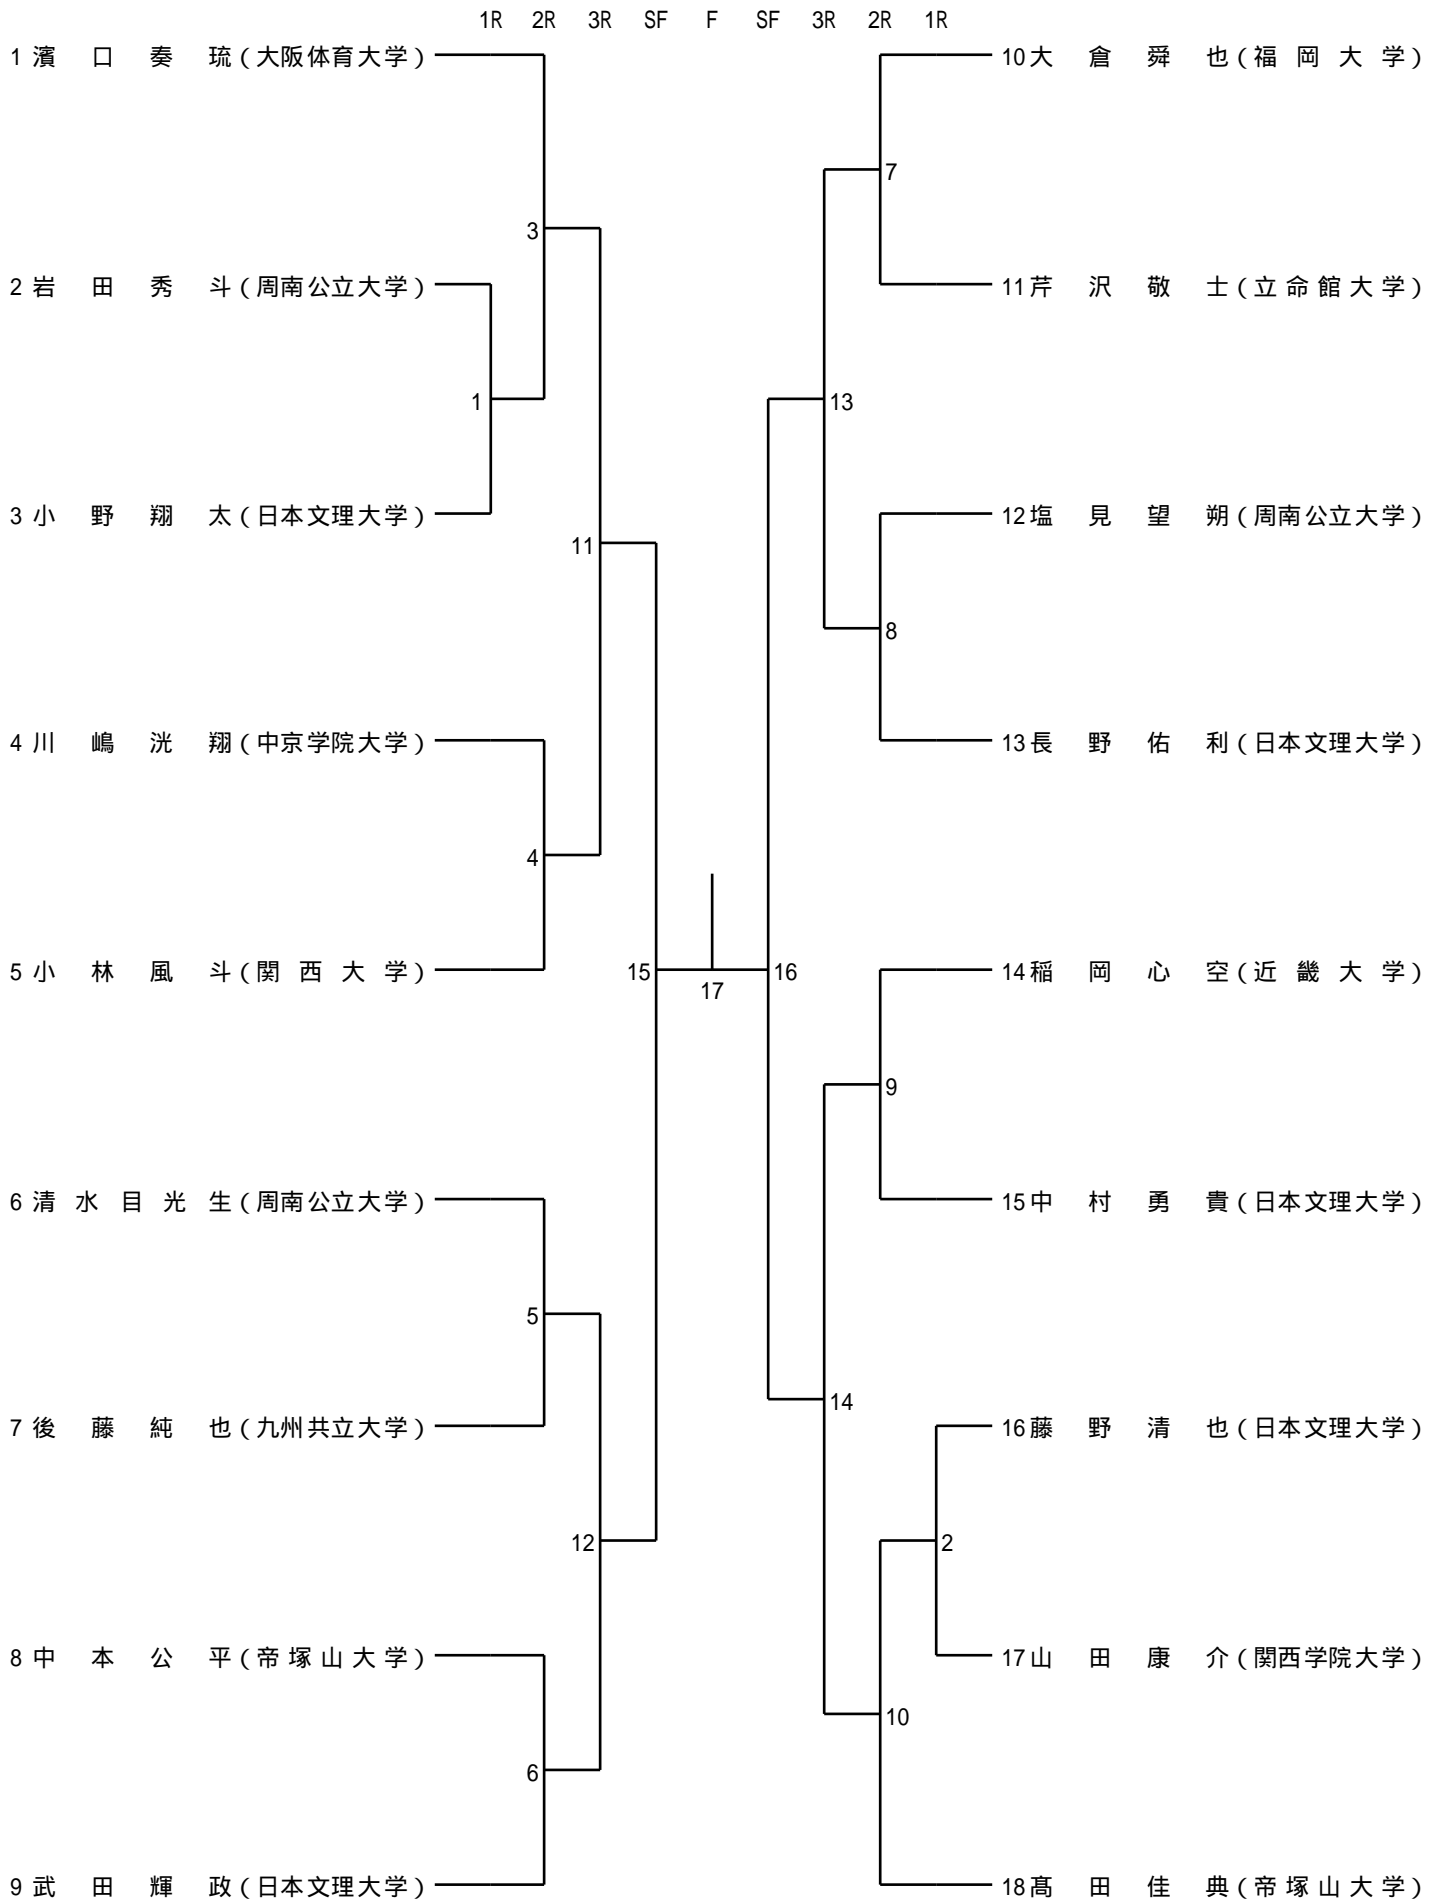 1R 2R 3R SF F SF 3R 2R 1R
1 濱口奏琉(大阪体育大学)
10 大倉舜也(福岡大学)
7
3
2 岩田秀斗(周南公立大学)
11 芹沢敬士(立命館大学)
1
13
3 小野翔太(日本文理大学)
12 塩見望朔(周南公立大学)
11
8
4 川嶋洸翔(中京学院大学)
13 長野佑利(日本文理大学)
4
5 小林風斗(関西大学)
15
17
16
14 稲岡心空(近畿大学)
9
6 清水目光生(周南公立大学)
15 中村勇貴(日本文理大学)
5
14
7 後藤純也(九州共立大学)
16 藤野清也(日本文理大学)
12
2
8 中本公平(帝塚山大学)
17 山田康介(関西学院大学)
10
6
9 武田輝政(日本文理大学)
18 髙田佳典(帝塚山大学)